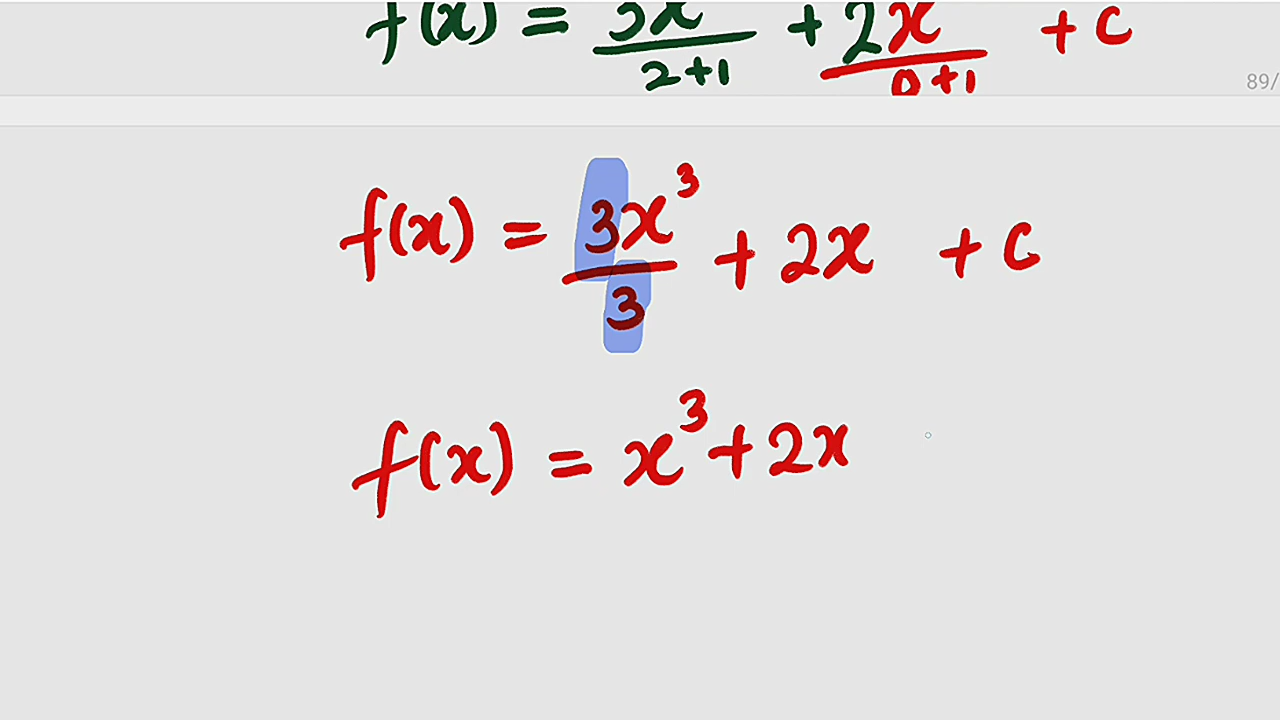 f(x) = 3x / 2+1 + 2x / 0+1 + c
89/
f(x) = 3x³ / 3 + 2x + c
f(x) = x³ + 2x